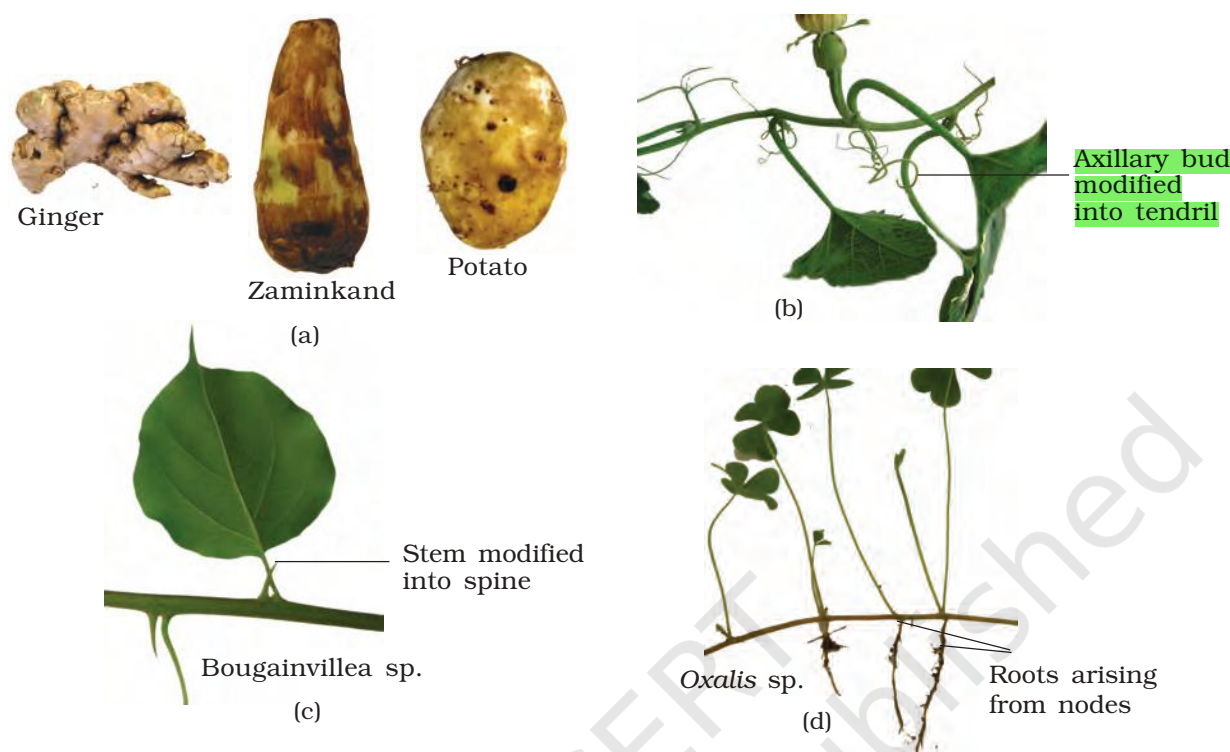 Ginger
Zaminkand
Potato
(a)
Axillary bud
modified
into tendril
(b)
Stem modified
into spine
Bougainvillea sp.
(c)
Oxalis sp.
Roots arising
from nodes
(d)